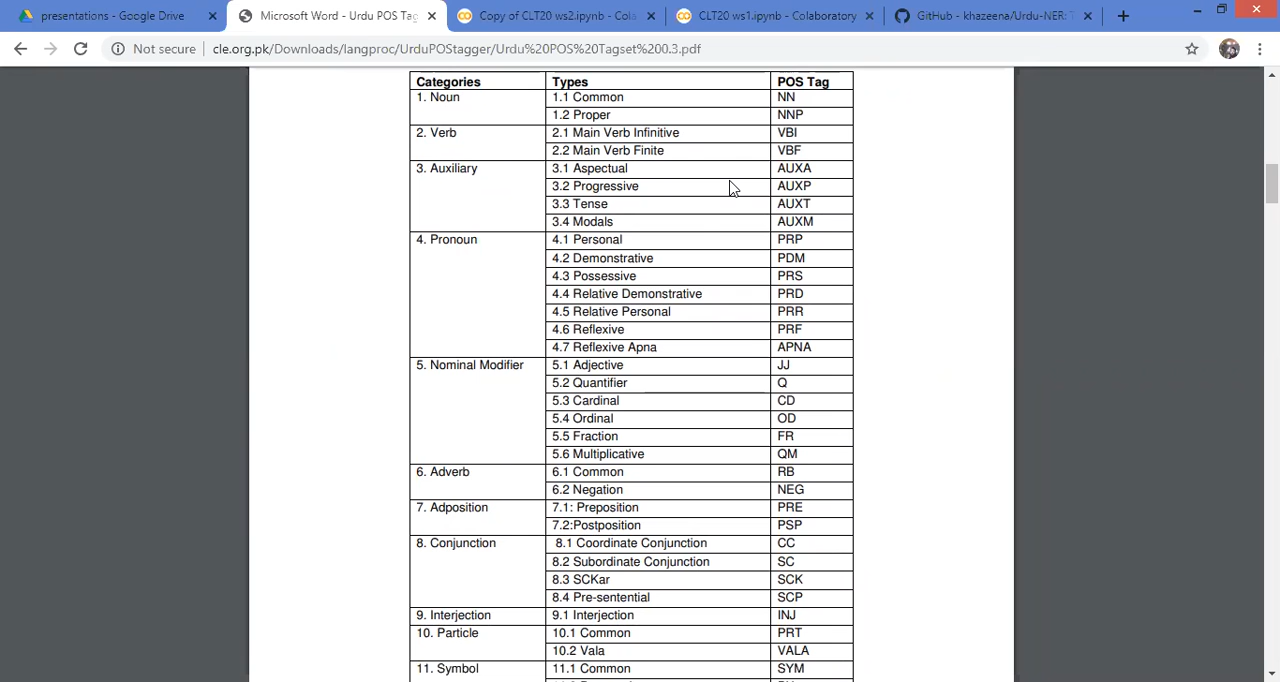 presentations - Google Drive
Microsoft Word - Urdu POS Tag
Copy of CLT20 ws2.ipynb - Cola
CLT20 ws1.ipynb - Colaboratory
GitHub - khazeena/Urdu-NER: T
Not secure cle.org.pk/Downloads/langproc/UrduPOStagger/Urdu%20POS%20Tagset%200.3.pdf
Categories Types POS Tag
1. Noun 1.1 Common NN
1.2 Proper NNP
2. Verb 2.1 Main Verb Infinitive VBI
2.2 Main Verb Finite VBF
3. Auxiliary 3.1 Aspectual AUXA
3.2 Progressive AUXP
3.3 Tense AUXT
3.4 Modals AUXM
4. Pronoun 4.1 Personal PRP
4.2 Demonstrative PDM
4.3 Possessive PRS
4.4 Relative Demonstrative PRD
4.5 Relative Personal PRR
4.6 Reflexive PRF
4.7 Reflexive Apna APNA
5. Nominal Modifier 5.1 Adjective JJ
5.2 Quantifier Q
5.3 Cardinal CD
5.4 Ordinal OD
5.5 Fraction FR
5.6 Multiplicative QM
6. Adverb 6.1 Common RB
6.2 Negation NEG
7. Adposition 7.1: Preposition PRE
7.2:Postposition PSP
8. Conjunction 8.1 Coordinate Conjunction CC
8.2 Subordinate Conjunction SC
8.3 SCKar SCK
8.4 Pre-sentential SCP
9. Interjection 9.1 Interjection INJ
10. Particle 10.1 Common PRT
10.2 Vala VALA
11. Symbol 11.1 Common SYM